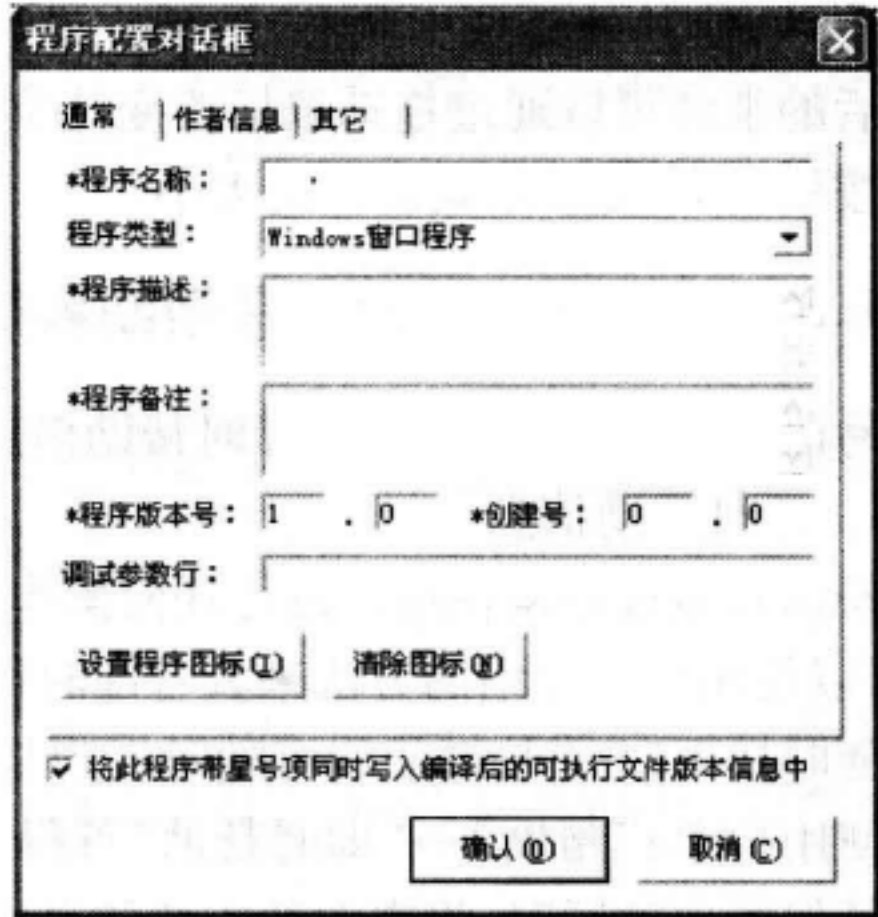 程序配置对话框
通常 作者信息 其它
*程序名称：
程序类型： Windows窗口程序
*程序描述：
*程序备注：
*程序版本号： 1 . 0 *创建号： 0 . 0
调试参数行：
设置程序图标(I) 清除图标(N)
将此程序带星号项同时写入编译后的可执行文件版本信息中
确认(O) 取消(C)